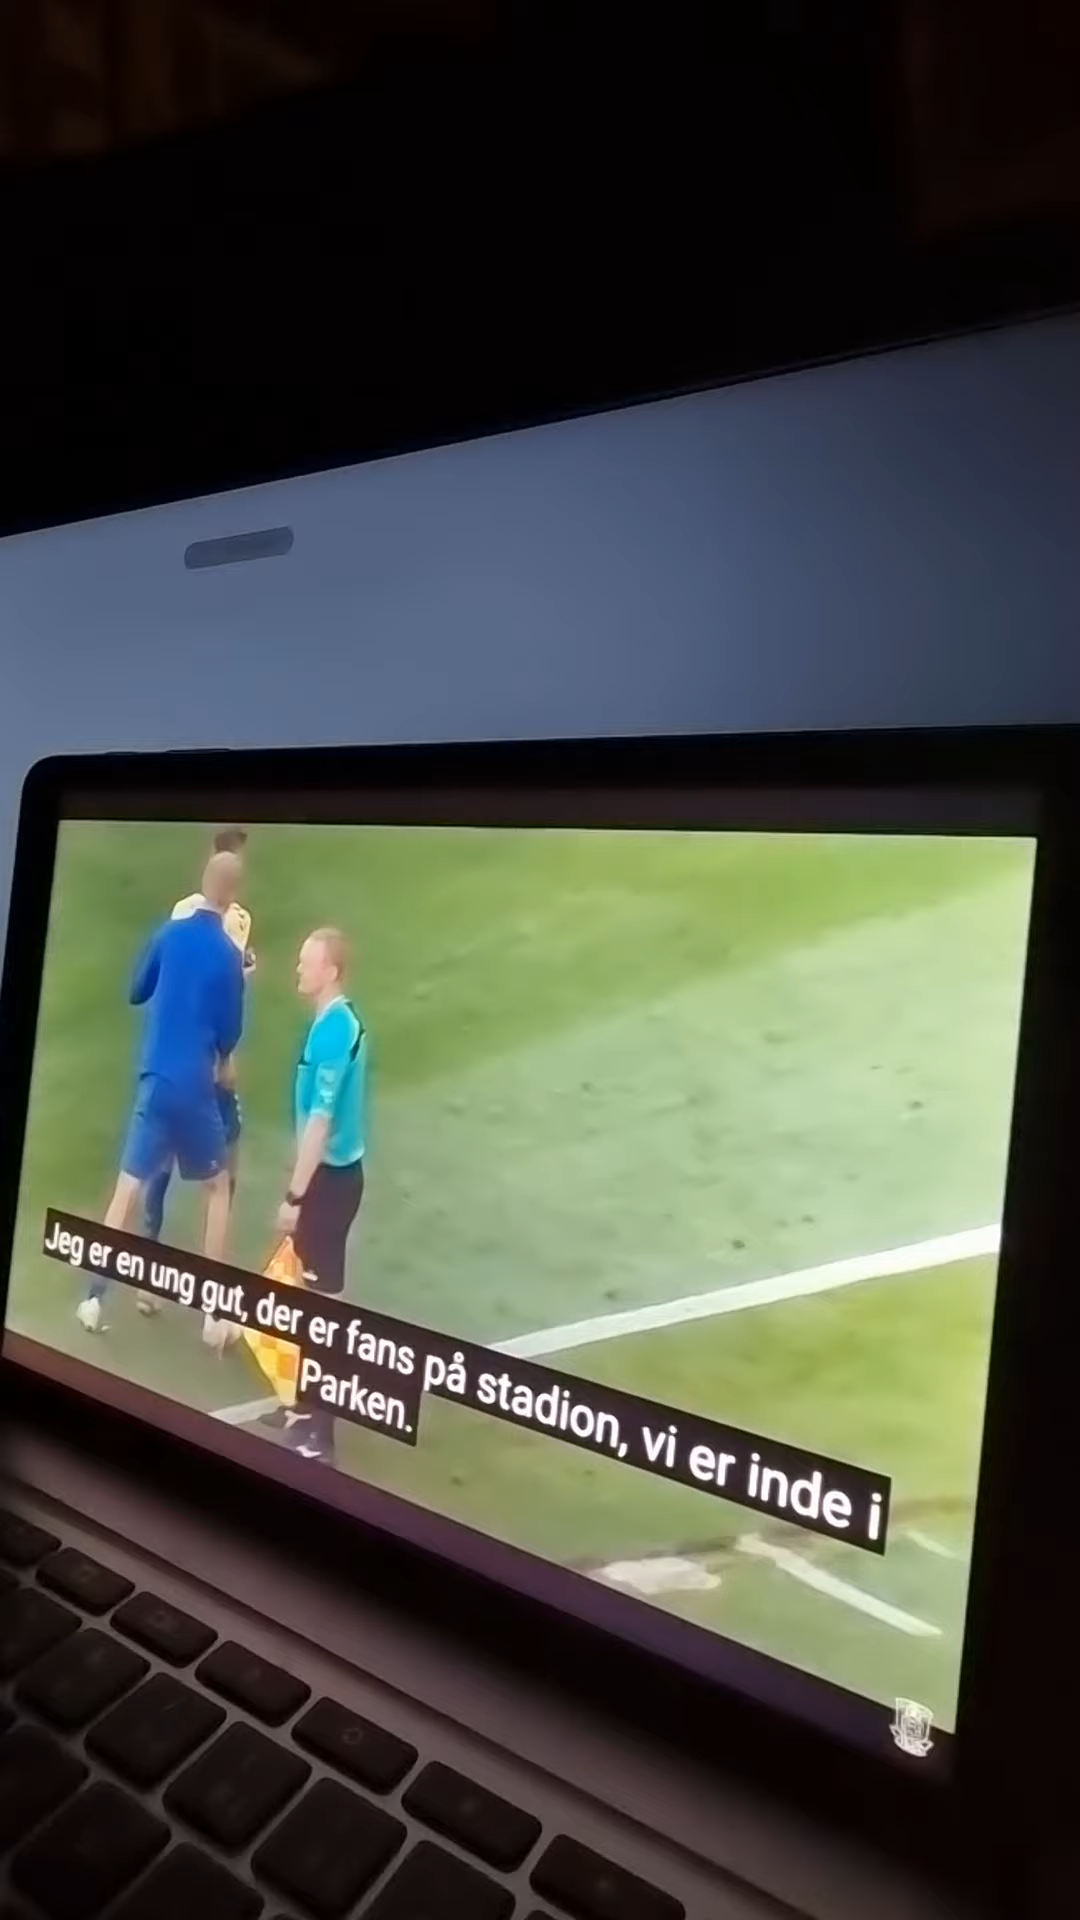 Jeg er en ung gut, der er fans på stadion, vi er inde i
Parken.